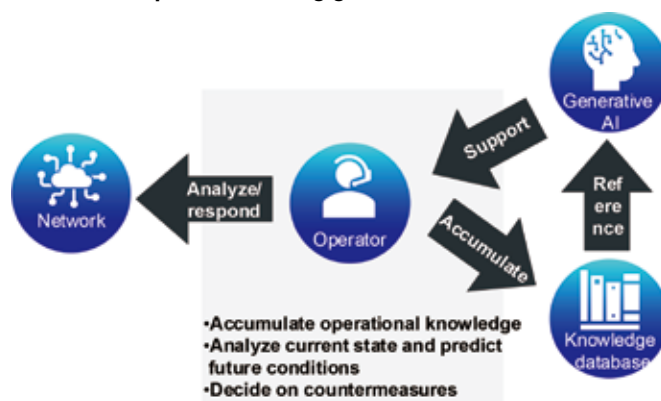 Generative
AI
Support
Analyze/
respond
Network
Operator
Ref
ere
nce
Accumulate
Knowledge
database
•Accumulate operational knowledge
•Analyze current state and predict
future conditions
•Decide on countermeasures